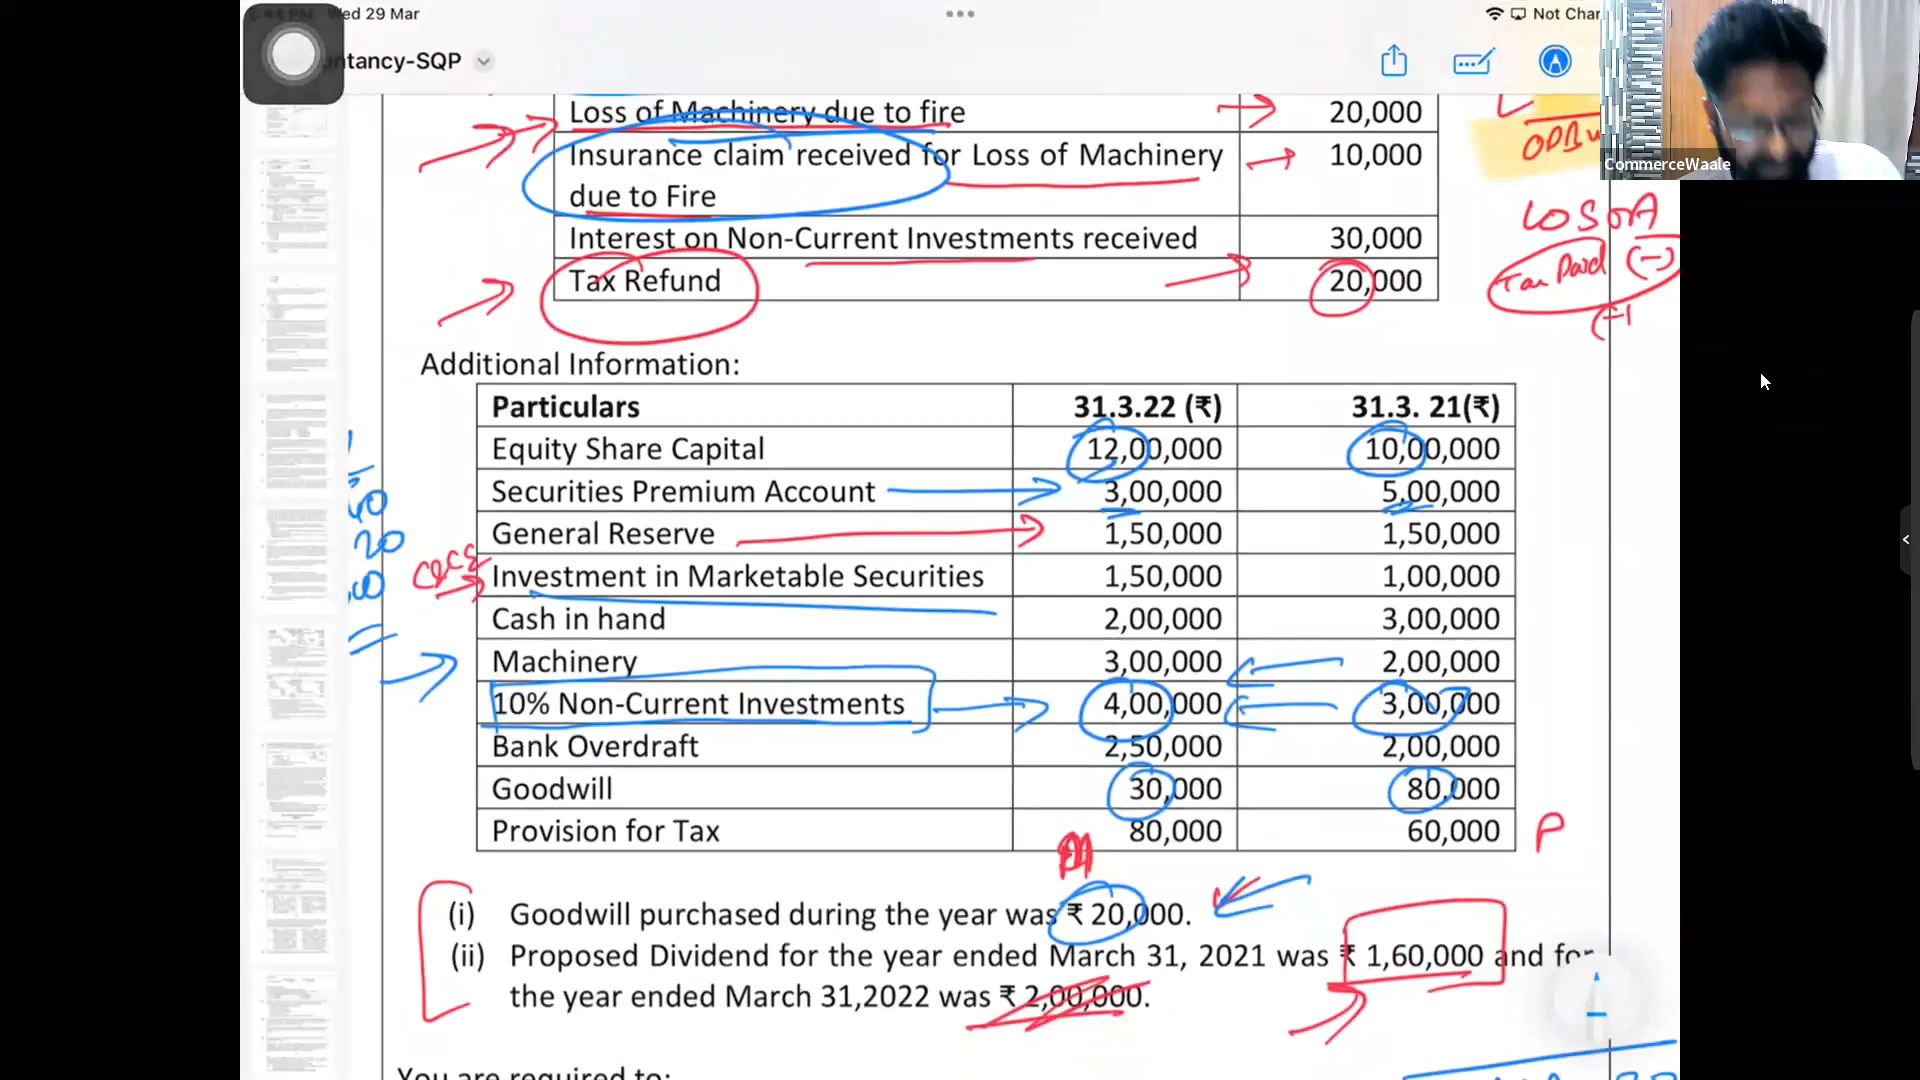 Wed 29 Mar
Not Char
ntancy-SQP
CommerceWaale
Loss of Machinery due to fire 20,000
Insurance claim received for Loss of Machinery 10,000
due to Fire
Interest on Non-Current Investments received 30,000
Tax Refund 20,000
Tax Paid (-)
Additional Information:
Particulars 31.3.22 (₹) 31.3. 21(₹)
Equity Share Capital 12,00,000 10,00,000
Securities Premium Account 3,00,000 5,00,000
General Reserve 1,50,000 1,50,000
Investment in Marketable Securities 1,50,000 1,00,000
Cash in hand 2,00,000 3,00,000
Machinery 3,00,000 2,00,000
10% Non-Current Investments 4,00,000 3,00,000
Bank Overdraft 2,50,000 2,00,000
Goodwill 30,000 80,000
Provision for Tax 80,000 60,000 P
(i) Goodwill purchased during the year was ₹ 20,000.
(ii) Proposed Dividend for the year ended March 31, 2021 was ₹ 1,60,000 and for
the year ended March 31,2022 was ₹ 2,00,000.
You are required to: